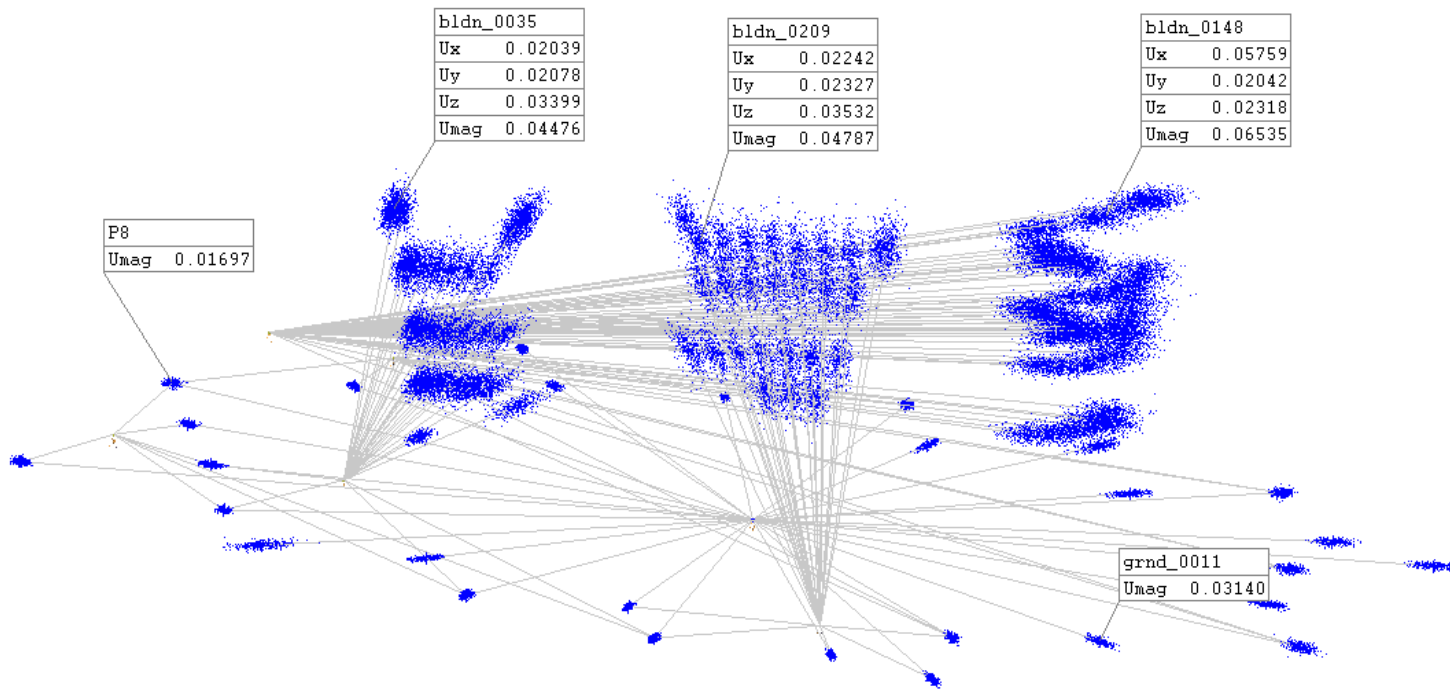 bldn_0035
Ux 0.02039
Uy 0.02078
Uz 0.03399
Umag 0.04476
bldn_0209
Ux 0.02242
Uy 0.02327
Uz 0.03532
Umag 0.04787
bldn_0148
Ux 0.05759
Uy 0.02042
Uz 0.02318
Umag 0.06535
P8
Umag 0.01697
grnd_0011
Umag 0.03140